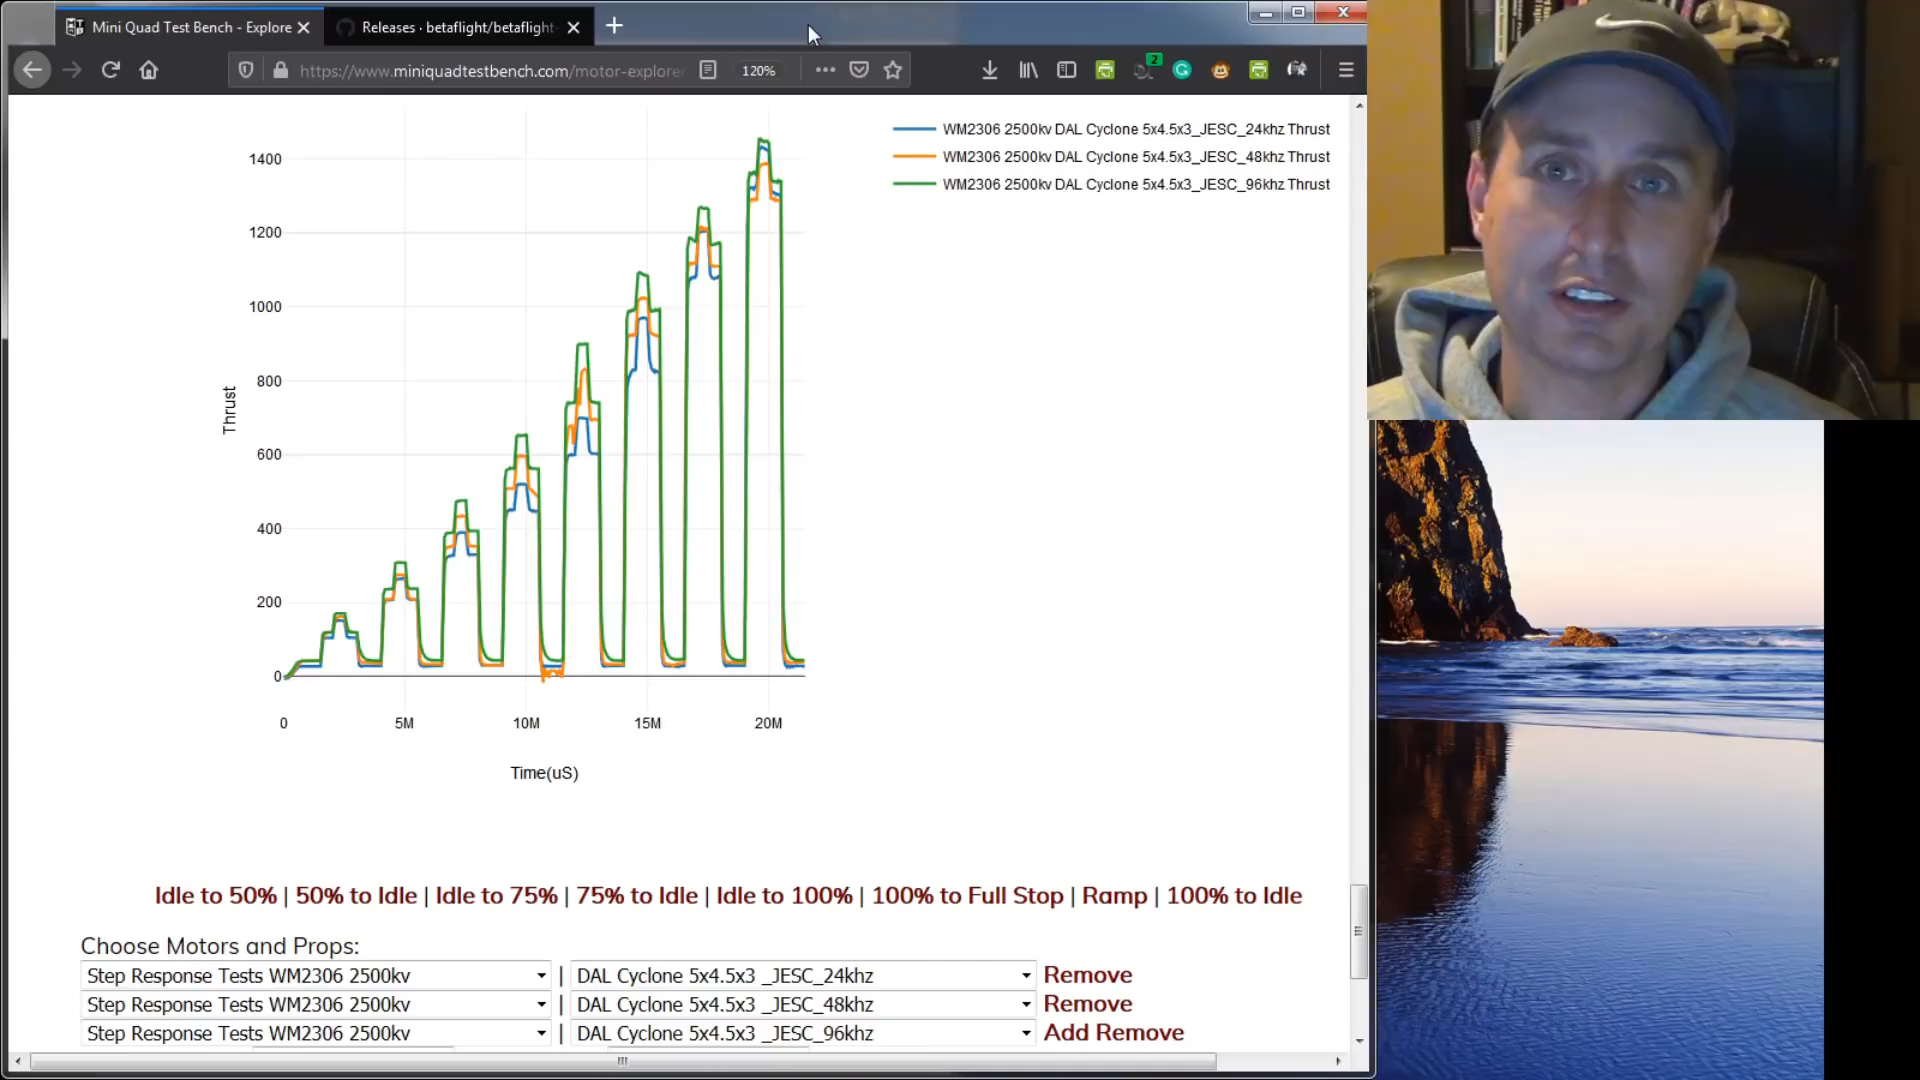 Mini Quad Test Bench - Explore
Releases · betaflight/betaflight
https://www.miniquadtestbench.com/motor-explore
120%
2
WM2306 2500kv DAL Cyclone 5x4.5x3_JESC_24khz Thrust
WM2306 2500kv DAL Cyclone 5x4.5x3_JESC_48khz Thrust
WM2306 2500kv DAL Cyclone 5x4.5x3_JESC_96khz Thrust
1400
1200
1000
800
600
400
200
0
Thrust
0 5M 10M 15M 20M
Time(uS)
Idle to 50% | 50% to Idle | Idle to 75% | 75% to Idle | Idle to 100% | 100% to Full Stop | Ramp | 100% to Idle
Choose Motors and Props:
Step Response Tests WM2306 2500kv | DAL Cyclone 5x4.5x3 _JESC_24khz Remove
Step Response Tests WM2306 2500kv | DAL Cyclone 5x4.5x3 _JESC_48khz Remove
Step Response Tests WM2306 2500kv | DAL Cyclone 5x4.5x3 _JESC_96khz Add Remove